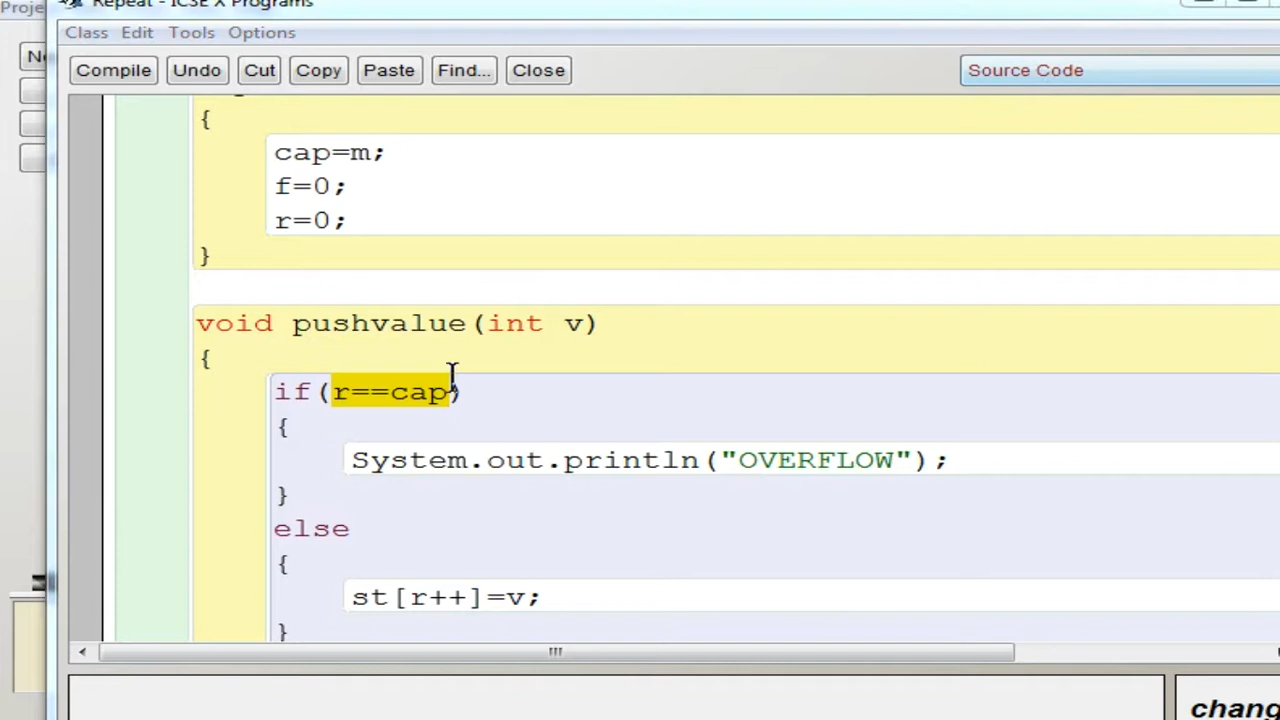 Proje
Repeat - ICSE X Programs
Class Edit Tools Options
Compile Undo Cut Copy Paste Find... Close Source Code
{
cap=m;
f=0;
r=0;
}
void pushvalue(int v)
{
if(r==cap)
{
System.out.println("OVERFLOW");
}
else
{
st[r++]=v;
}
chang